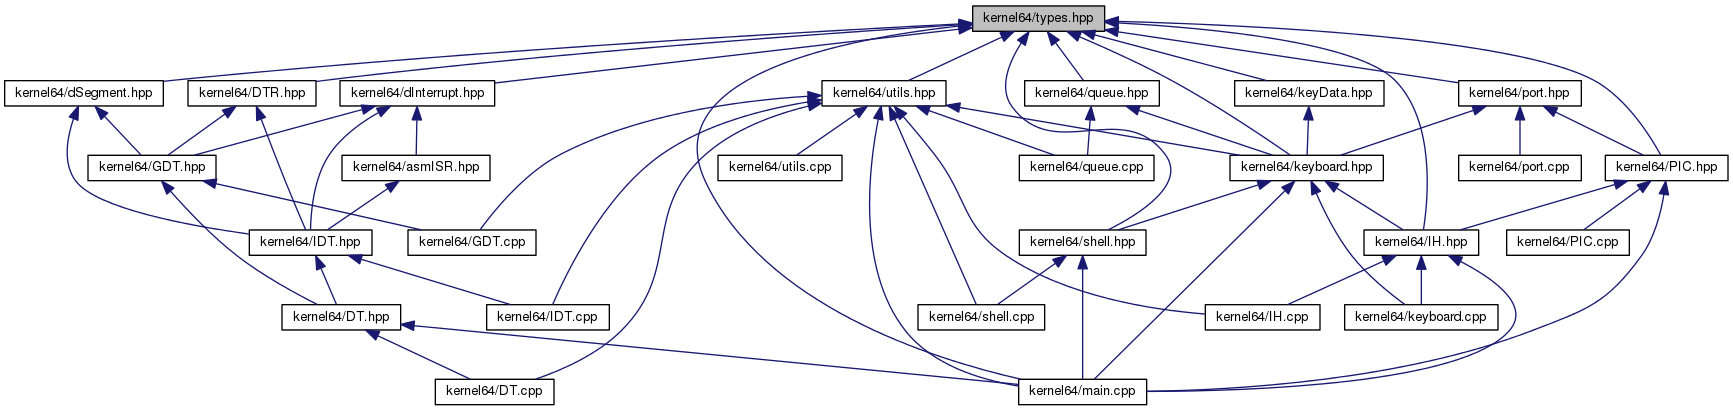 kernel64/types.hpp
kernel64/dSegment.hpp
kernel64/DTR.hpp
kernel64/dInterrupt.hpp
kernel64/utils.hpp
kernel64/queue.hpp
kernel64/keyData.hpp
kernel64/port.hpp
kernel64/GDT.hpp
kernel64/asmISR.hpp
kernel64/utils.cpp
kernel64/queue.cpp
kernel64/keyboard.hpp
kernel64/port.cpp
kernel64/PIC.hpp
kernel64/IDT.hpp
kernel64/GDT.cpp
kernel64/shell.hpp
kernel64/IH.hpp
kernel64/PIC.cpp
kernel64/DT.hpp
kernel64/IDT.cpp
kernel64/shell.cpp
kernel64/IH.cpp
kernel64/keyboard.cpp
kernel64/DT.cpp
kernel64/main.cpp